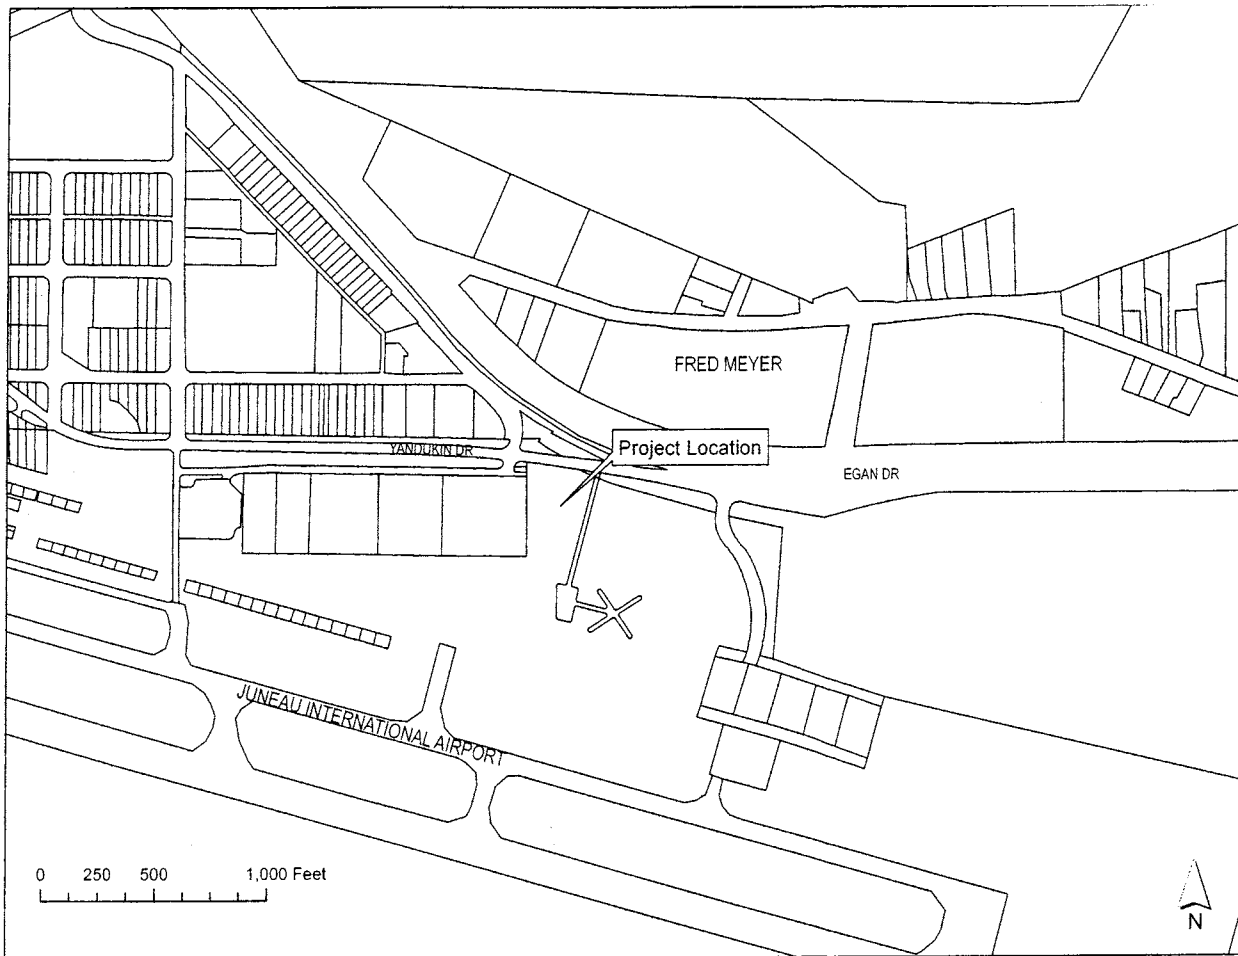 FRED MEYER
Project Location
YANDUKIN DR
EGAN DR
JUNEAU INTERNATIONAL AIRPORT
0 250 500 1,000 Feet
N